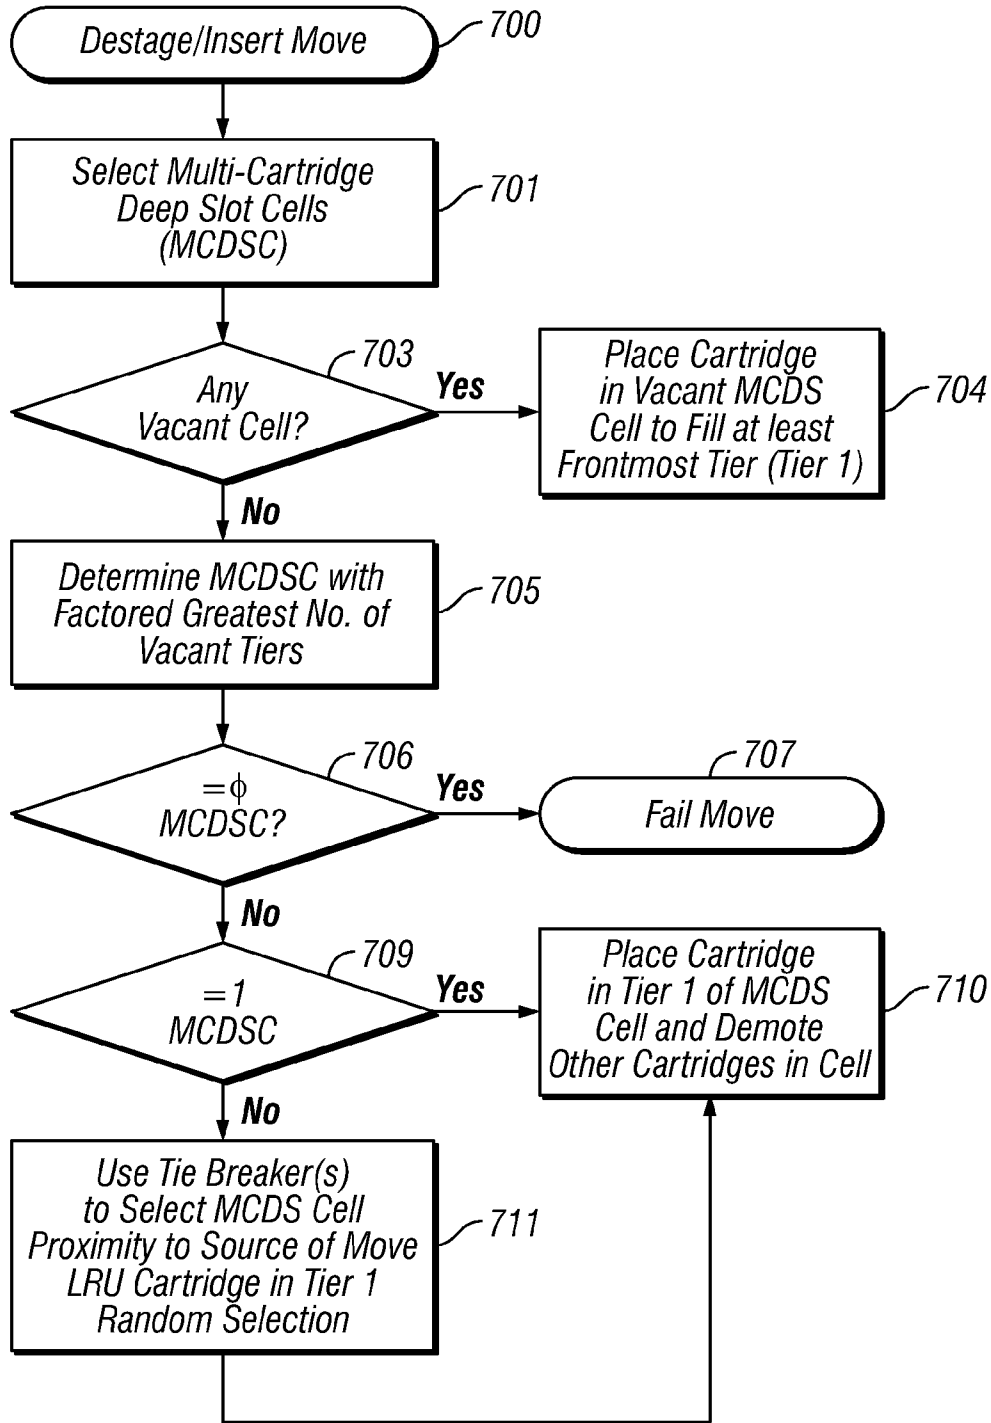 Destage/Insert Move
700
Select Multi-Cartridge
Deep Slot Cells
(MCDSC)
701
Any
Vacant Cell?
703
Yes
Place Cartridge
in Vacant MCDS
Cell to Fill at least
Frontmost Tier (Tier 1)
704
No
Determine MCDSC with
Factored Greatest No. of
Vacant Tiers
705
=ϕ
MCDSC?
706
Yes
707
Fail Move
No
=1
MCDSC
709
Yes
Place Cartridge
in Tier 1 of MCDS
Cell and Demote
Other Cartridges in Cell
710
No
Use Tie Breaker(s)
to Select MCDS Cell
Proximity to Source of Move
LRU Cartridge in Tier 1
Random Selection
711